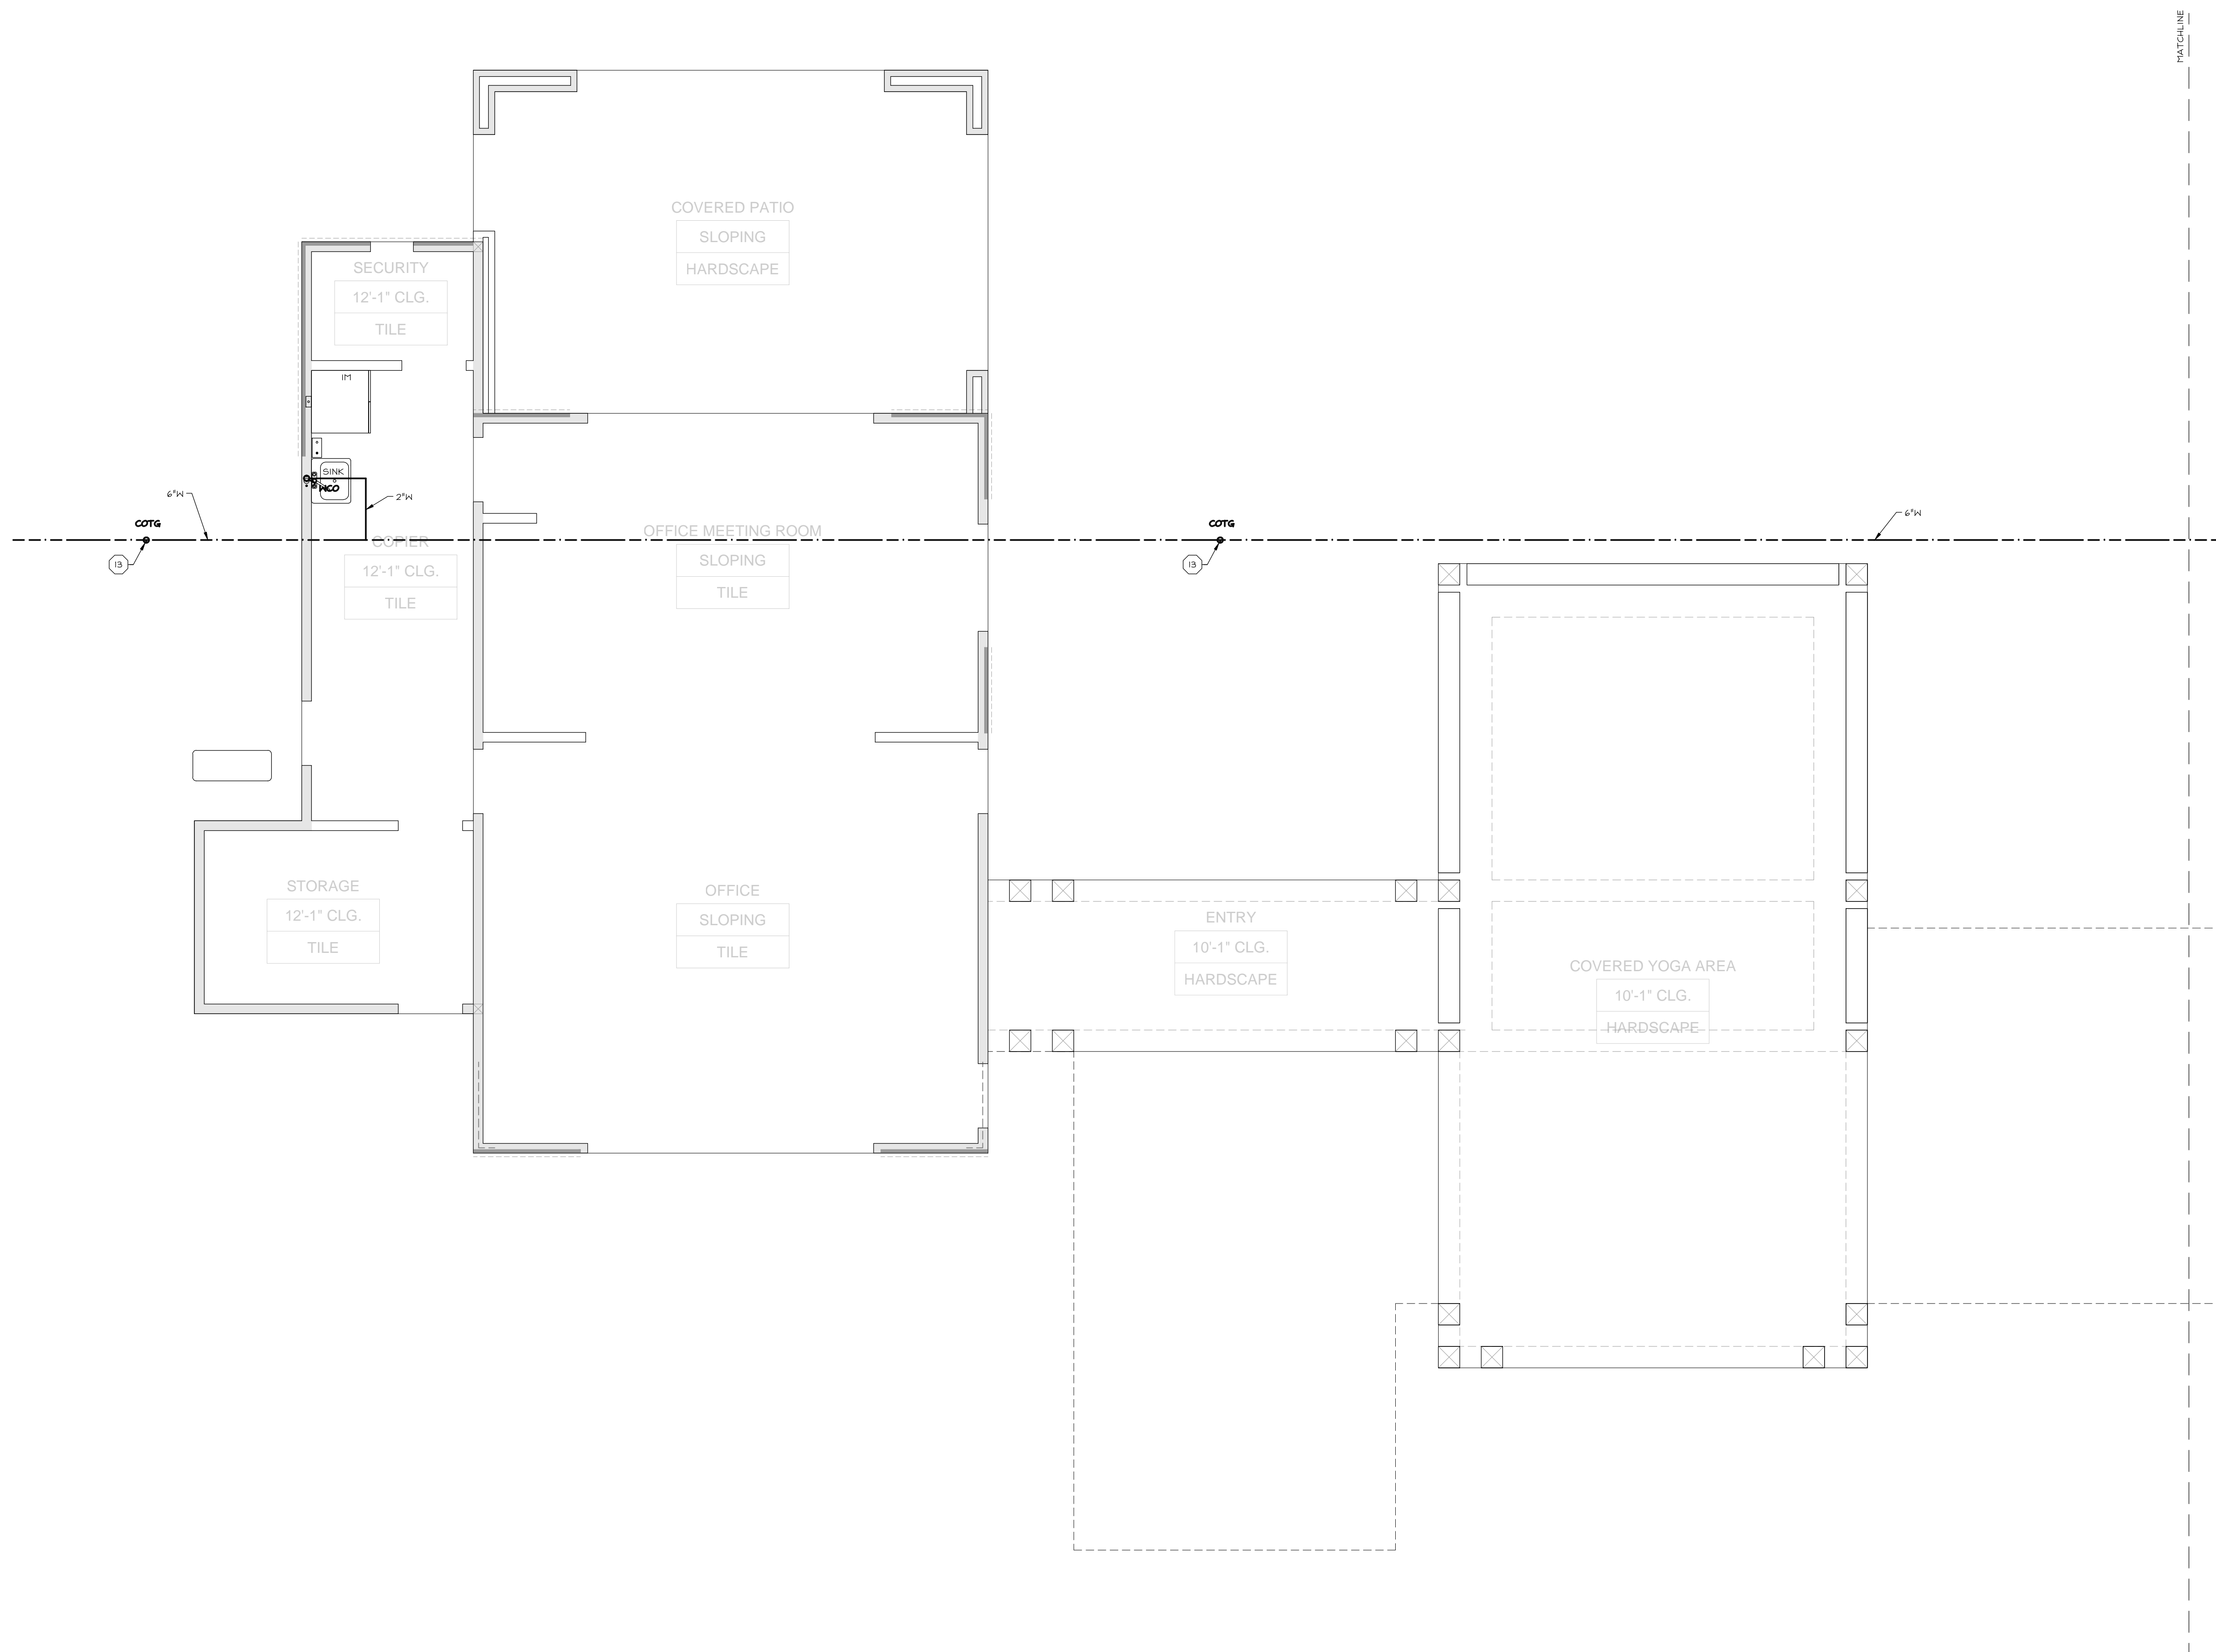 MATCHLINE
COVERED PATIO
SLOPING
HARDSCAPE
SECURITY
12'-1" CLG.
TILE
IM
SINK
WCO
2"W
6"W
COTG
13
COPIER
12'-1" CLG.
TILE
OFFICE MEETING ROOM
SLOPING
TILE
COTG
13
6"W
STORAGE
12'-1" CLG.
TILE
OFFICE
SLOPING
TILE
ENTRY
10'-1" CLG.
HARDSCAPE
COVERED YOGA AREA
10'-1" CLG.
HARDSCAPE